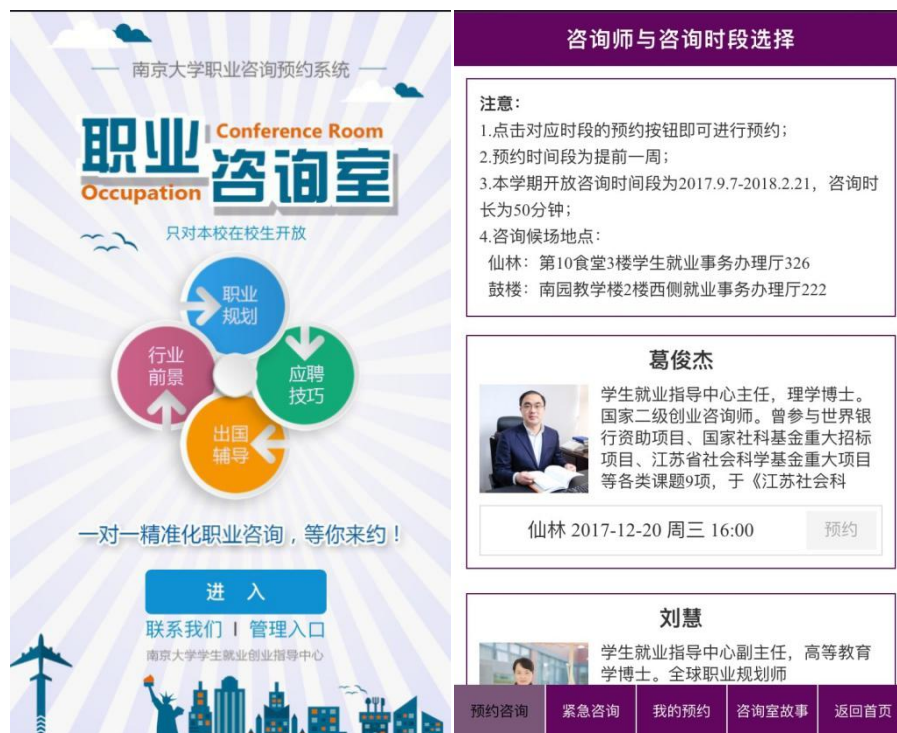 南京大学职业咨询预约系统
职业
Conference Room
Occupation
咨询室
只对本校在校生开放
职业
规划
行业
前景
应聘
技巧
出国
辅导
一对一精准化职业咨询，等你来约！
进 入
联系我们 | 管理入口
南京大学学生就业创业指导中心
咨询师与咨询时段选择
注意：
1.点击对应时段的预约按钮即可进行预约；
2.预约时间段为提前一周；
3.本学期开放咨询时间段为2017.9.7-2018.2.21，咨询时
长为50分钟；
4.咨询候场地点：
仙林：第10食堂3楼学生就业事务办理厅326
鼓楼：南园教学楼2楼西侧就业事务办理厅222
葛俊杰
学生就业指导中心主任，理学博士。
国家二级创业咨询师。曾参与世界银
行资助项目、国家社科基金重大招标
项目、江苏省社会科学基金重大项目
等各类课题9项，于《江苏社会科
仙林 2017-12-20 周三 16:00 预约
刘慧
学生就业指导中心副主任，高等教育
学博士。全球职业规划师
预约咨询 紧急咨询 我的预约 咨询室故事 返回首页